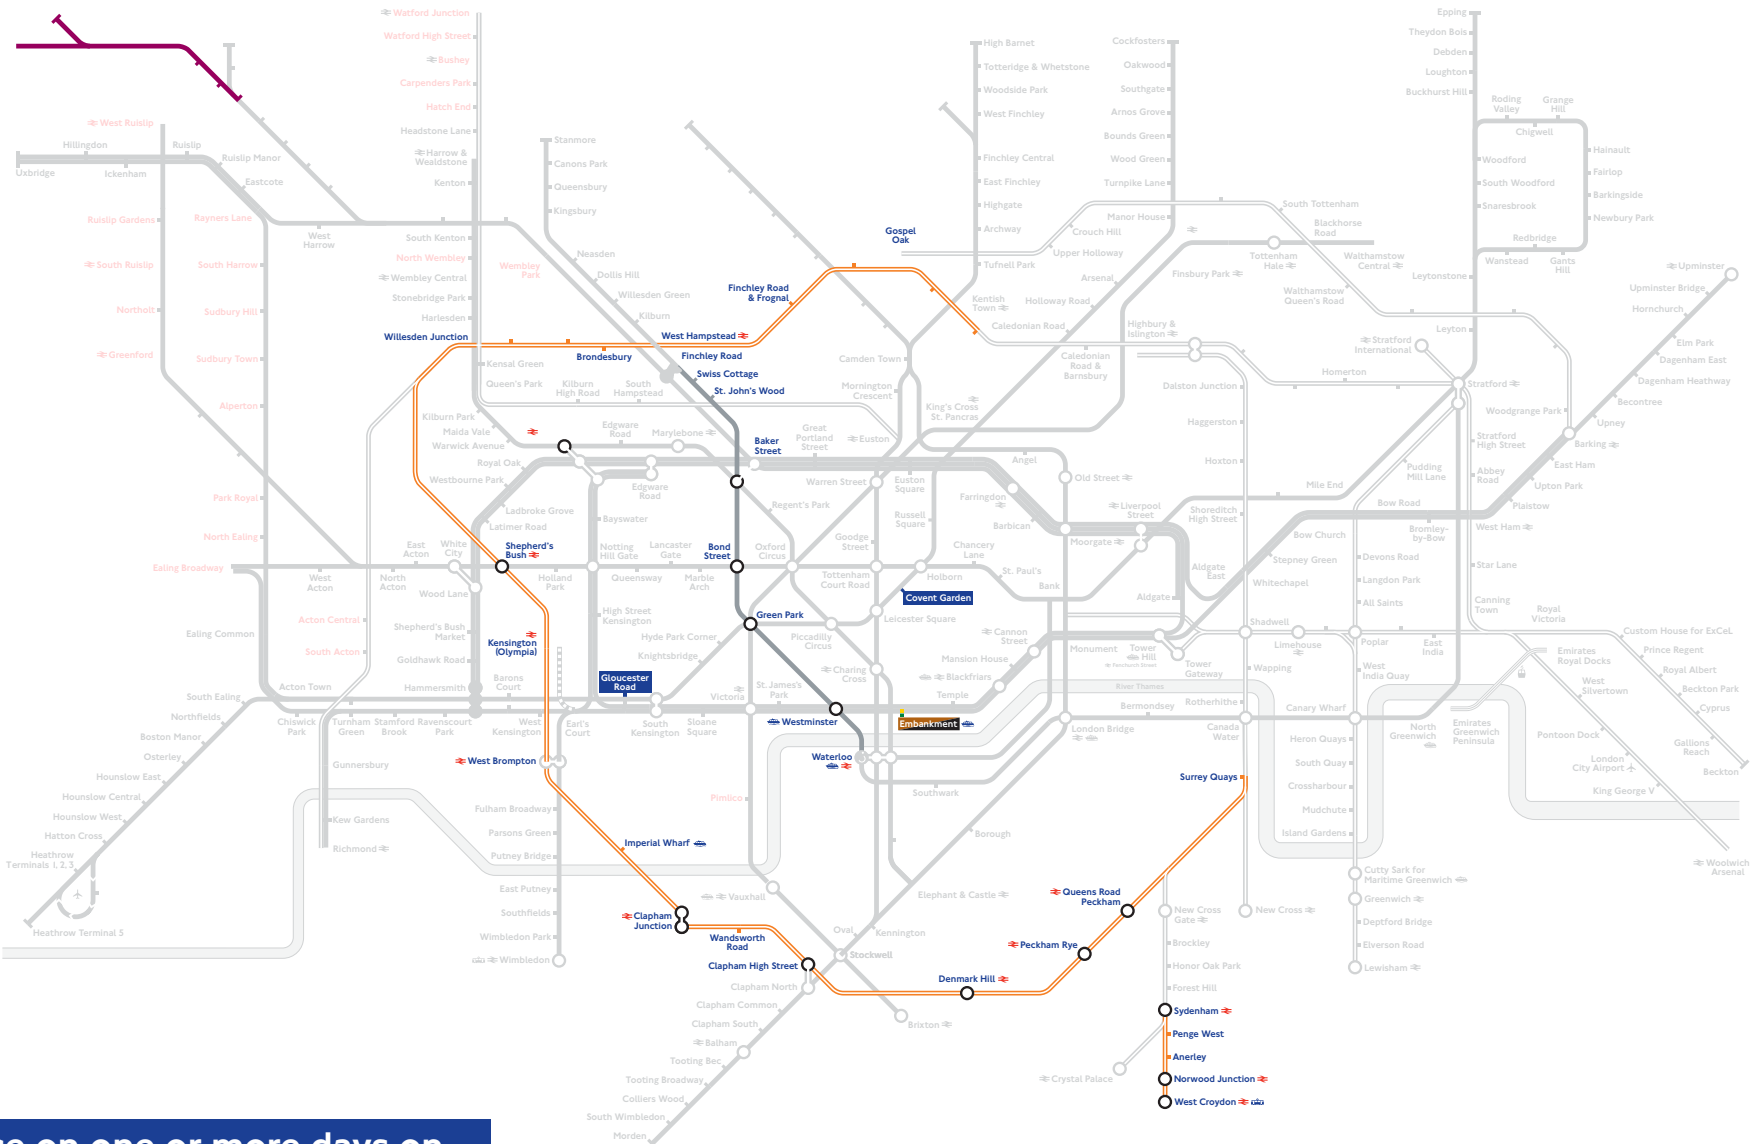 Watford Junction
Watford High Street
Bushey
Carpenders Park
Hatch End
Headstone Lane
Harrow &
Wealdstone
Kenton
South Kenton
North Wembley
Wembley Central
Stonebridge Park
Harlesden
Willesden Junction
Kensal Green
Queen's Park
Kilburn
High Road
South
Hampstead
Kilburn Park
Maida Vale
Warwick Avenue
Royal Oak
Westbourne Park
Ladbroke Grove
Latimer Road
West Ruislip
Hillingdon
Ruislip
Uxbridge
Ickenham
Ruislip Manor
Eastcote
Ruislip Gardens
Rayners Lane
West
Harrow
South Ruislip
South Harrow
Northolt
Sudbury Hill
Greenford
Sudbury Town
Alperton
Park Royal
North Ealing
Ealing Broadway
West
Acton
North
Acton
East
Acton
White
City
Wood Lane
Shepherd's
Bush
Holland
Park
Notting
Hill Gate
Queensway
Lancaster
Gate
Marble
Arch
Bond
Street
Oxford
Circus
Tottenham
Court Road
Holborn
Chancery
Lane
St. Paul's
Bank
Stanmore
Canons Park
Queensbury
Kingsbury
Wembley
Park
Neasden
Dollis Hill
Willesden Green
Kilburn
West Hampstead
Brondesbury
Finchley Road
& Frognal
Finchley Road
Swiss Cottage
St. John's Wood
Edgware
Road
Marylebone
Baker
Street
Great
Portland
Street
Euston
Edgware
Road
Bayswater
Regent's Park
Warren Street
Euston
Square
Goodge
Street
Russell
Square
King's Cross
St. Pancras
Mornington
Crescent
Camden Town
Gospel
Oak
High Barnet
Totteridge & Whetstone
Woodside Park
West Finchley
Finchley Central
East Finchley
Highgate
Archway
Tufnell Park
Kentish
Town
Cockfosters
Oakwood
Southgate
Arnos Grove
Bounds Green
Wood Green
Turnpike Lane
Manor House
Crouch Hill
Upper Holloway
Arsenal
Holloway Road
Caledonian Road
Caledonian
Road &
Barnsbury
Highbury &
Islington
Finsbury Park
South Tottenham
Blackhorse
Road
Tottenham
Hale
Walthamstow
Central
Walthamstow
Queen's Road
Epping
Theydon Bois
Debden
Loughton
Buckhurst Hill
Roding
Valley
Grange
Hill
Chigwell
Woodford
South Woodford
Snaresbrook
Hainault
Fairlop
Barkingside
Newbury Park
Redbridge
Wanstead
Gants
Hill
Leytonstone
Leyton
Stratford
International
Stratford
Homerton
Upminster
Upminster Bridge
Hornchurch
Elm Park
Dagenham East
Dagenham Heathway
Becontree
Upney
Woodgrange Park
Barking
East Ham
Upton Park
Plaistow
West Ham
Stratford
High Street
Abbey
Road
Star Lane
Canning
Town
Pudding
Mill Lane
Mile End
Bow Road
Bromley-
by-Bow
Bow Church
Devons Road
Langdon Park
All Saints
Stepney Green
Whitechapel
Dalston Junction
Haggerston
Hoxton
Shoreditch
High Street
Angel
Old Street
Farringdon
Barbican
Moorgate
Liverpool
Street
Aldgate
East
Aldgate
Covent Garden
Leicester Square
Piccadilly
Circus
Green Park
Hyde Park Corner
Knightsbridge
High Street
Kensington
Gloucester
Road
Kensington
(Olympia)
Shepherd's Bush
Market
Goldhawk Road
Hammersmith
Barons
Court
Ealing Common
Acton Central
South Acton
Acton Town
South Ealing
Northfields
Boston Manor
Osterley
Hounslow East
Hounslow Central
Hounslow West
Hatton Cross
Heathrow
Terminals 1, 2, 3
Heathrow Terminal 5
Chiswick
Park
Turnham
Green
Stamford
Brook
Ravenscourt
Park
West
Kensington
Earl's
Court
South
Kensington
Sloane
Square
Victoria
St. James's
Park
Westminster
Charing
Cross
Embankment
Temple
Blackfriars
Mansion House
Cannon
Street
Monument
Tower
Hill
Fenchurch Street
Tower
Gateway
River Thames
Shadwell
Limehouse
Poplar
East
India
Wapping
Rotherhithe
Canada
Water
Bermondsey
London Bridge
West
India Quay
Canary Wharf
Heron Quays
South Quay
Crossharbour
Mudchute
Island Gardens
Cutty Sark for
Maritime Greenwich
Greenwich
Deptford Bridge
Elverson Road
Lewisham
North
Greenwich
Emirates
Greenwich
Peninsula
Emirates
Royal Docks
Royal
Victoria
Custom House for ExCeL
Prince Regent
Royal Albert
Beckton Park
Cyprus
Gallions
Reach
Beckton
West
Silvertown
Pontoon Dock
London
City Airport
King George V
Woolwich
Arsenal
Gunnersbury
Kew Gardens
Richmond
West Brompton
Fulham Broadway
Parsons Green
Putney Bridge
East Putney
Southfields
Wimbledon Park
Wimbledon
Imperial Wharf
Clapham
Junction
Wandsworth
Road
Clapham High Street
Clapham North
Clapham Common
Clapham South
Balham
Tooting Bec
Tooting Broadway
Colliers Wood
South Wimbledon
Morden
Pimlico
Vauxhall
Oval
Stockwell
Brixton
Kennington
Elephant & Castle
Borough
Southwark
Waterloo
Denmark Hill
Peckham Rye
Queens Road
Peckham
Surrey Quays
New Cross
Gate
New Cross
Brockley
Honor Oak Park
Forest Hill
Sydenham
Penge West
Anerley
Norwood Junction
West Croydon
Crystal Palace
ce on one or more days on